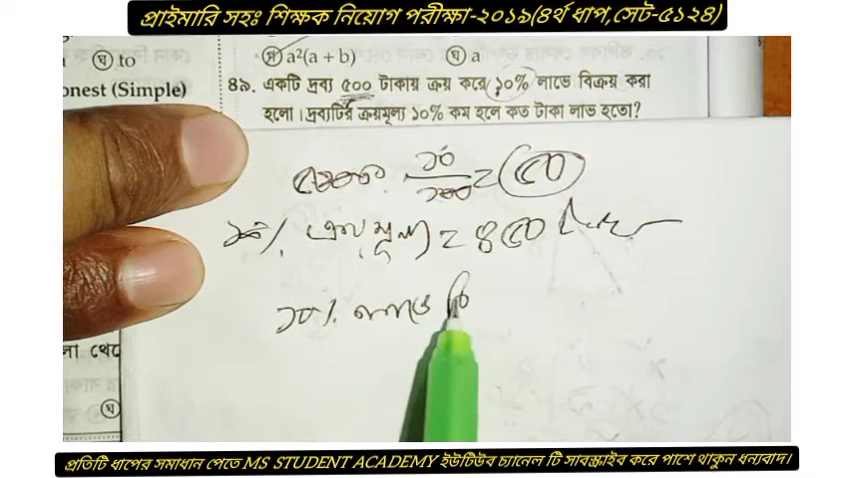 প্রাইমারি সহঃ শিক্ষক নিয়োগ পরীক্ষা-২০১৯(৪র্থ ধাপ,সেট-৫১২৪)
ঘ to
গ a²(a + b) ঘ a
onest (Simple)
৪৯. একটি দ্রব্য ৫০০ টাকায় ক্রয় করে ১০% লাভে বিক্রয় করা
হলো। দ্রব্যটির ক্রয়মূল্য ১০% কম হলে কত টাকা লাভ হতো?
১০
১০০ = ৫০
১০% ক্রয় মূল্য = ৪৫০ টাকা
১০% লাভে বি
লা থেকে
ঘ
প্রতিটি ধাপের সমাধান পেতে MS STUDENT ACADEMY ইউটিউব চ্যানেল টি সাবস্ক্রাইব করে পাশে থাকুন ধন্যবাদ।